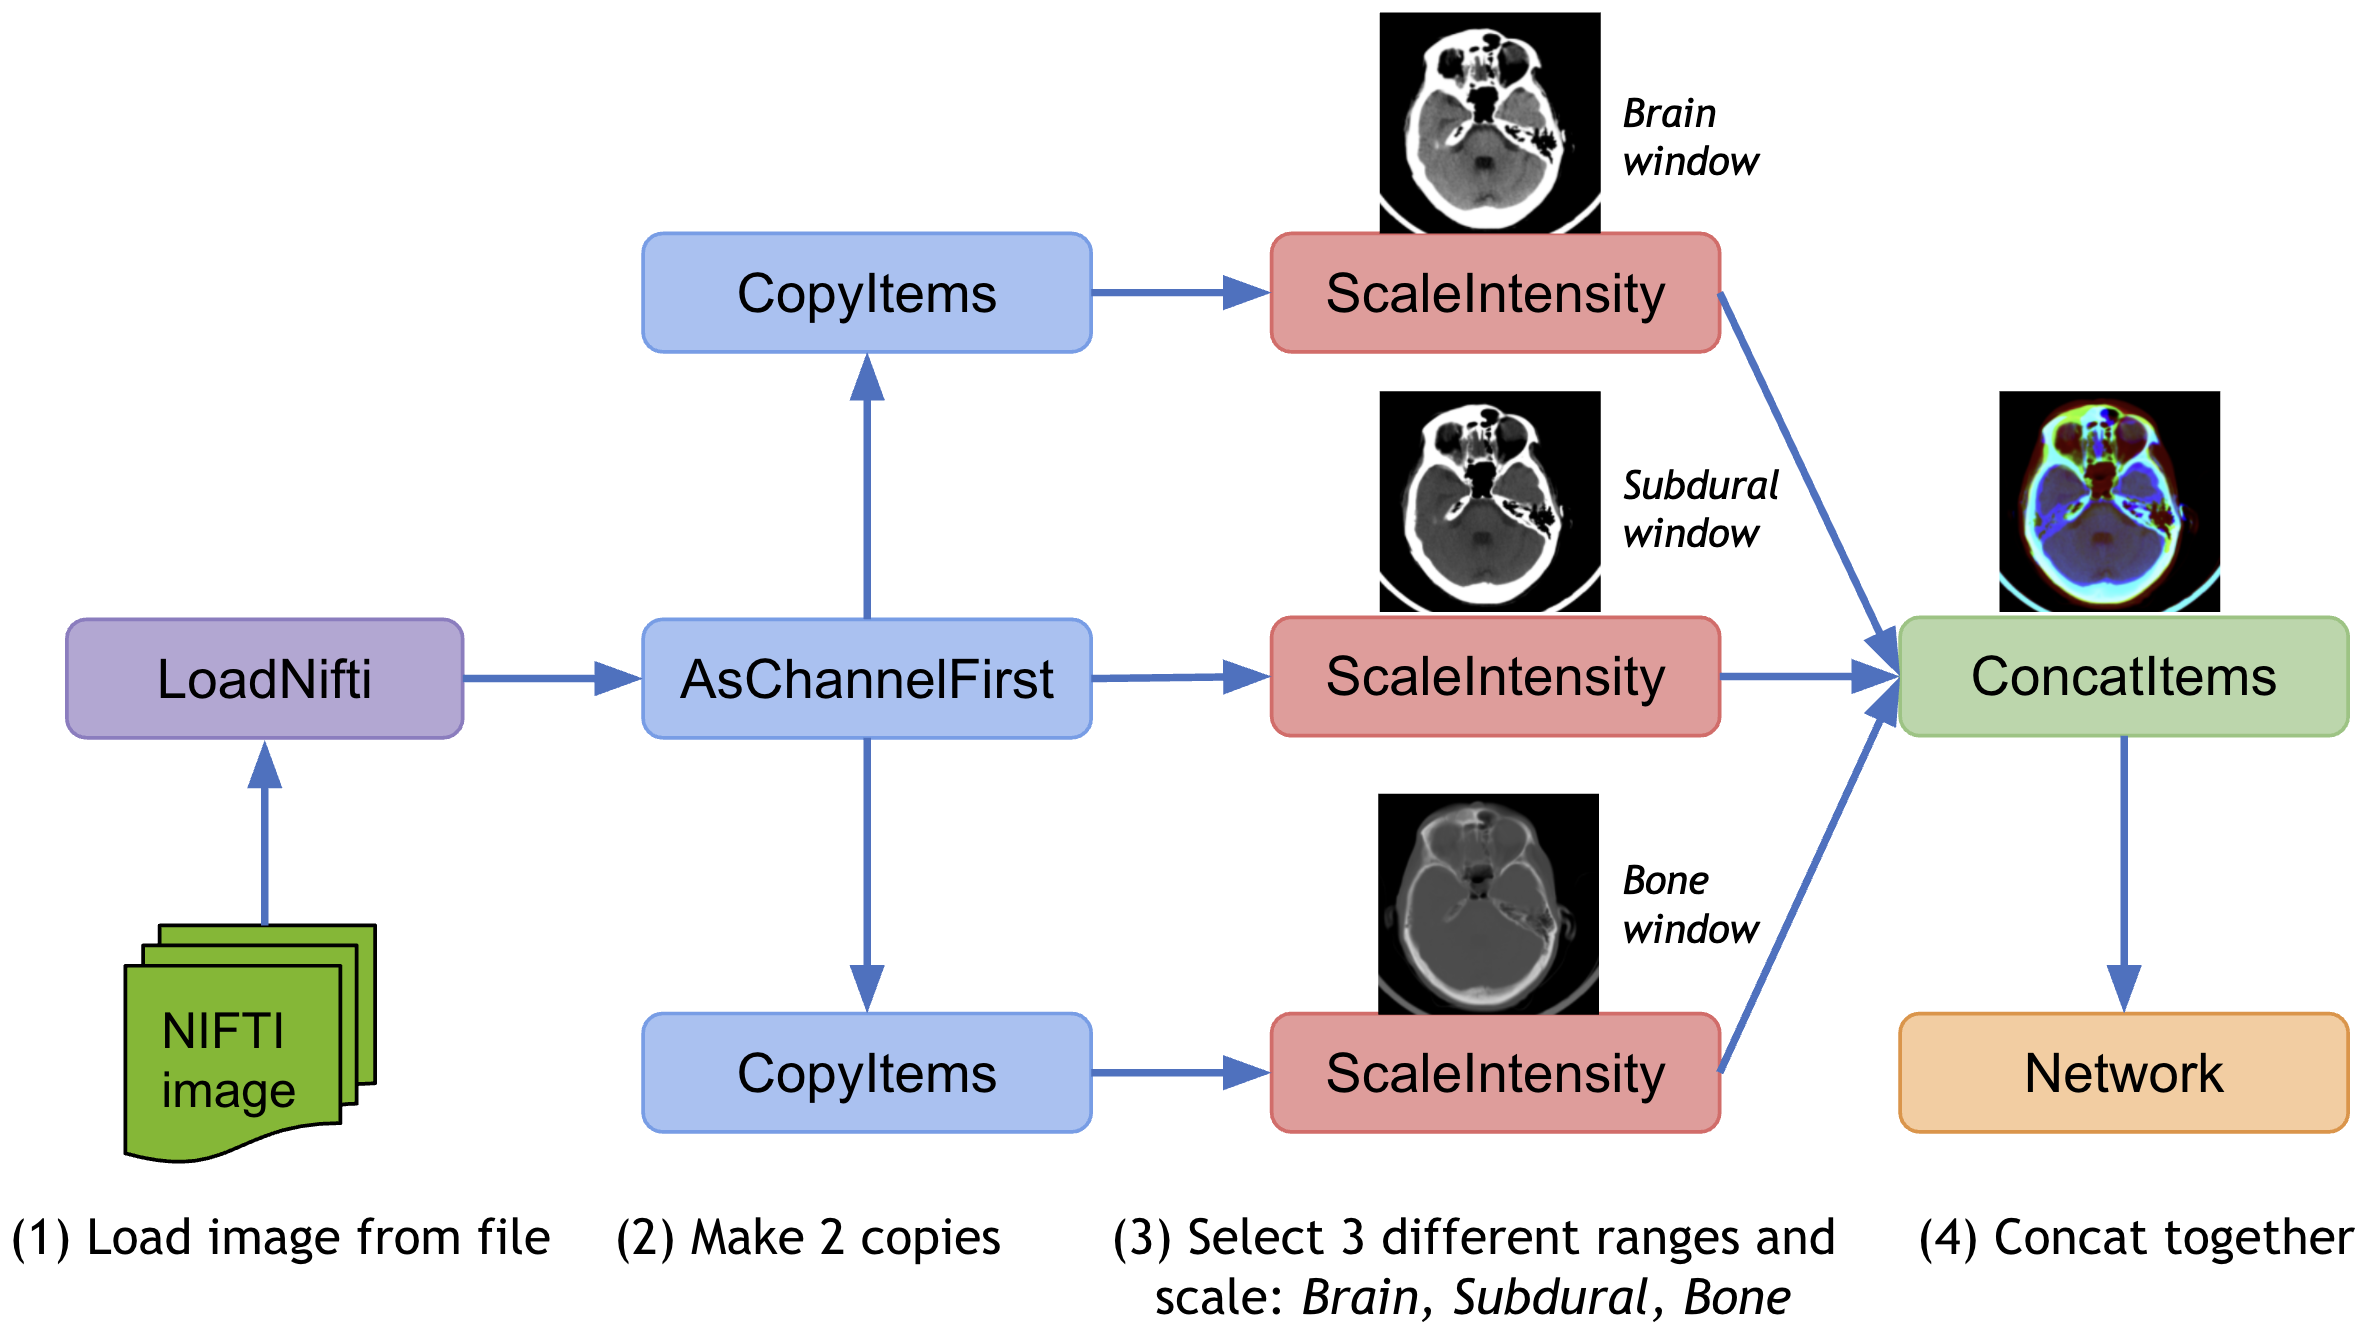 Brain
window
CopyItems
ScaleIntensity
Subdural
window
LoadNifti
AsChannelFirst
ScaleIntensity
ConcatItems
Bone
window
NIFTI
image
CopyItems
ScaleIntensity
Network
(1) Load image from file
(2) Make 2 copies
(3) Select 3 different ranges and
scale: Brain, Subdural, Bone
(4) Concat together